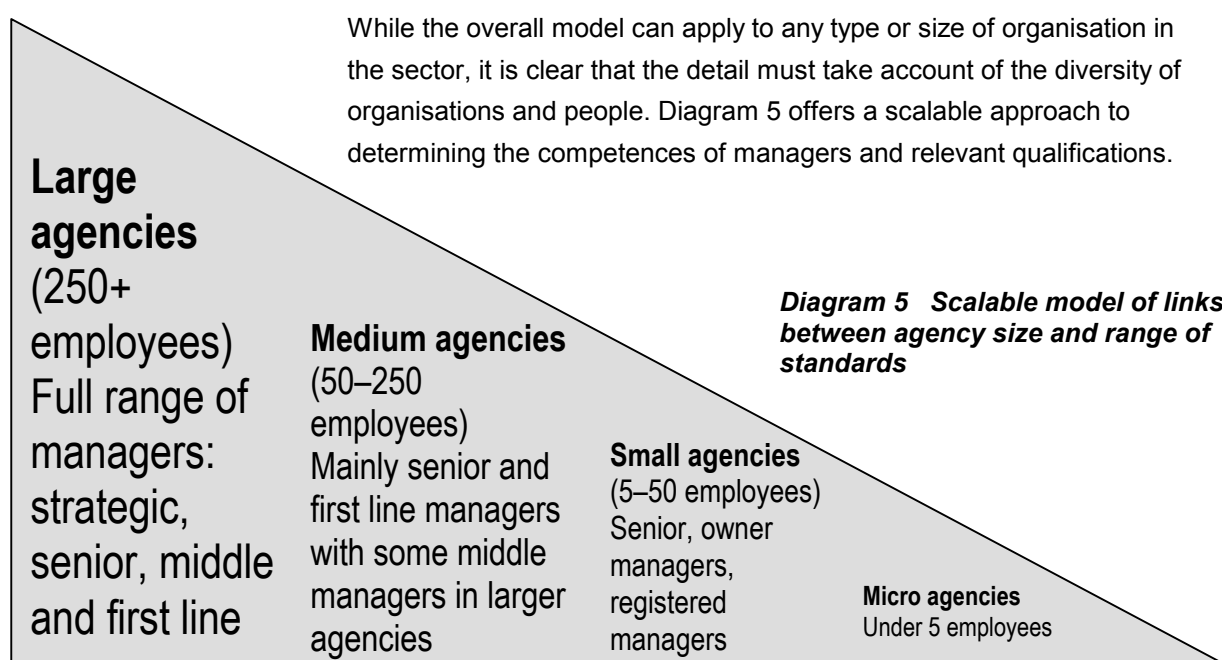 While the overall model can apply to any type or size of organisation in
the sector, it is clear that the detail must take account of the diversity of
organisations and people. Diagram 5 offers a scalable approach to
determining the competences of managers and relevant qualifications.
Large
agencies
(250+
employees)
Full range of
managers:
strategic,
senior, middle
and first line
Medium agencies
(50–250
employees)
Mainly senior and
first line managers
with some middle
managers in larger
agencies
Diagram 5 Scalable model of links
between agency size and range of
standards
Small agencies
(5–50 employees)
Senior, owner
managers,
registered
managers
Micro agencies
Under 5 employees